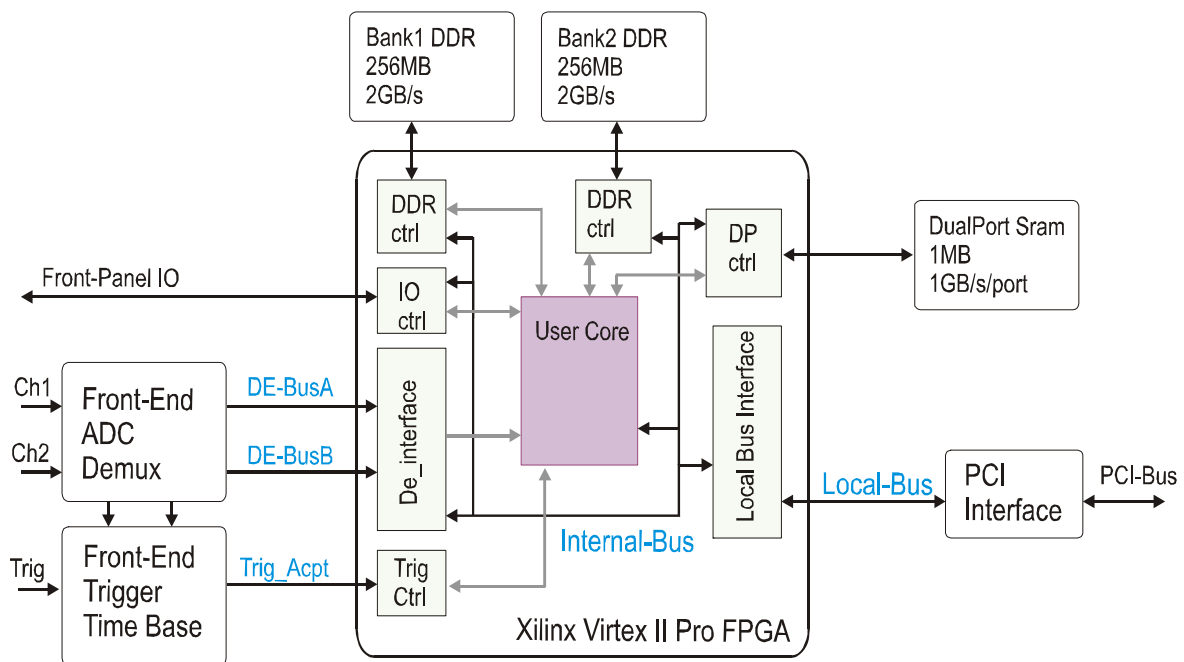 Bank1 DDR
256MB
2GB/s
Bank2 DDR
256MB
2GB/s
DDR
ctrl
DDR
ctrl
DP
ctrl
DualPort Sram
1MB
1GB/s/port
Front-Panel IO
IO
ctrl
User Core
Ch1
Ch2
Front-End
ADC
Demux
DE-BusA
DE-BusB
De_interface
Local Bus Interface
Local-Bus
PCI
Interface
PCI-Bus
Internal-Bus
Trig
Front-End
Trigger
Time Base
Trig_Acpt
Trig
Ctrl
Xilinx Virtex II Pro FPGA